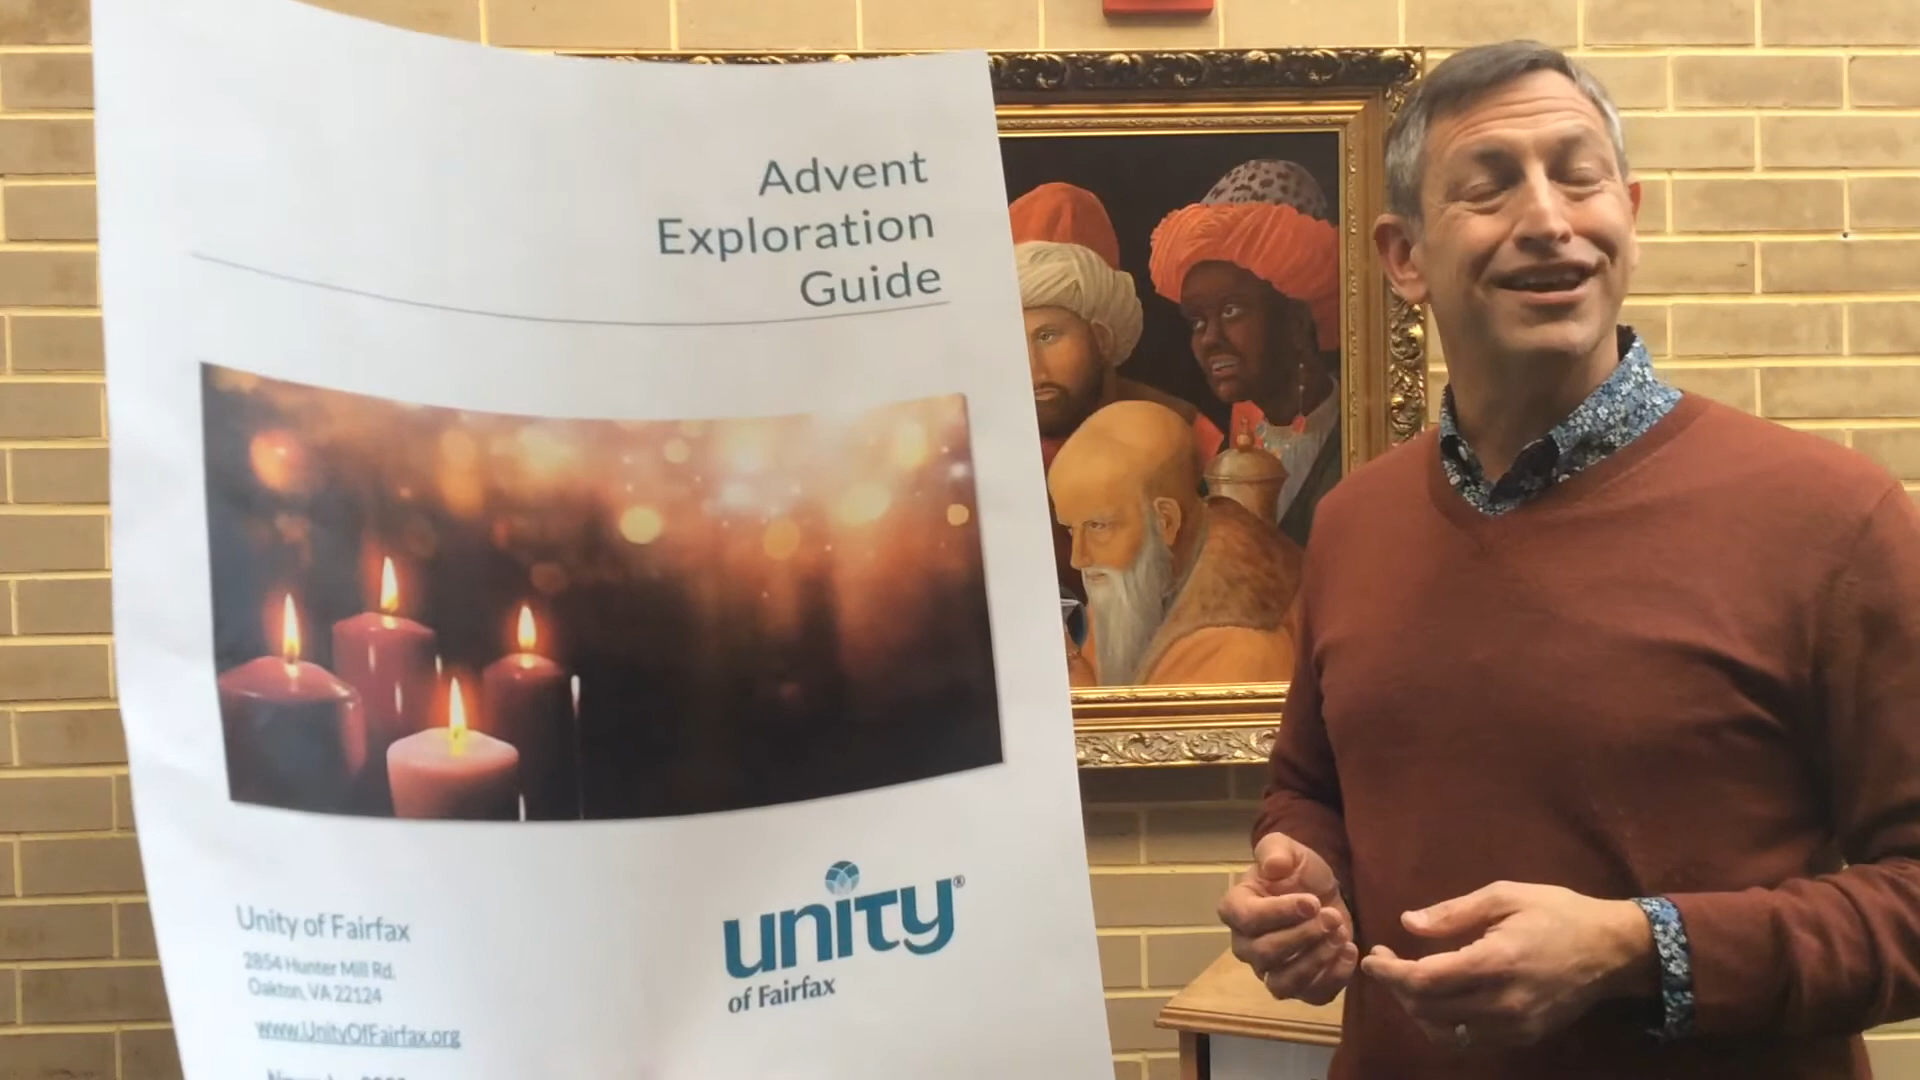 Advent
Exploration
Guide
Unity of Fairfax
2854 Hunter Mill Rd.
Oakton, VA 22124
www.UnityOfFairfax.org
unity®
of Fairfax